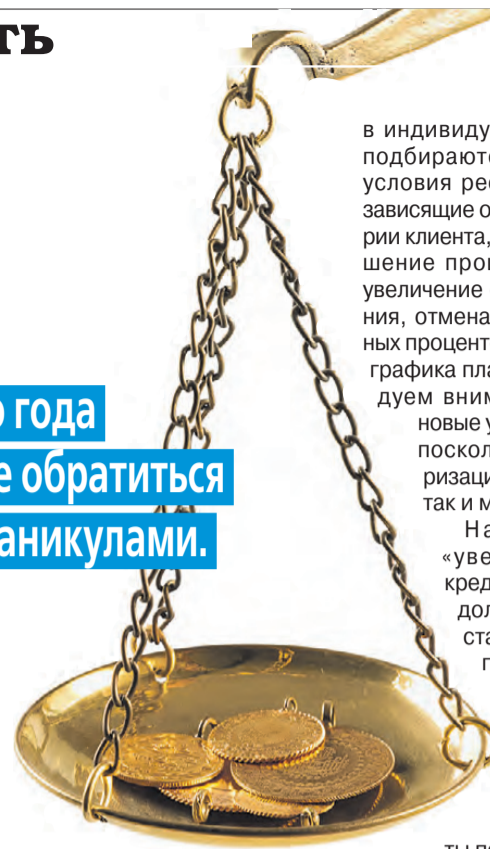 ть
о года
е обратиться
аникулами.
в индивиду
подбирают
условия рес
зависящие о
рии клиента,
шение про
увеличение
ния, отмена
ных процент
графика пла
дуем вним
новые у
посколь
ризаци
так и м
На
«уве
кред
дол
ста